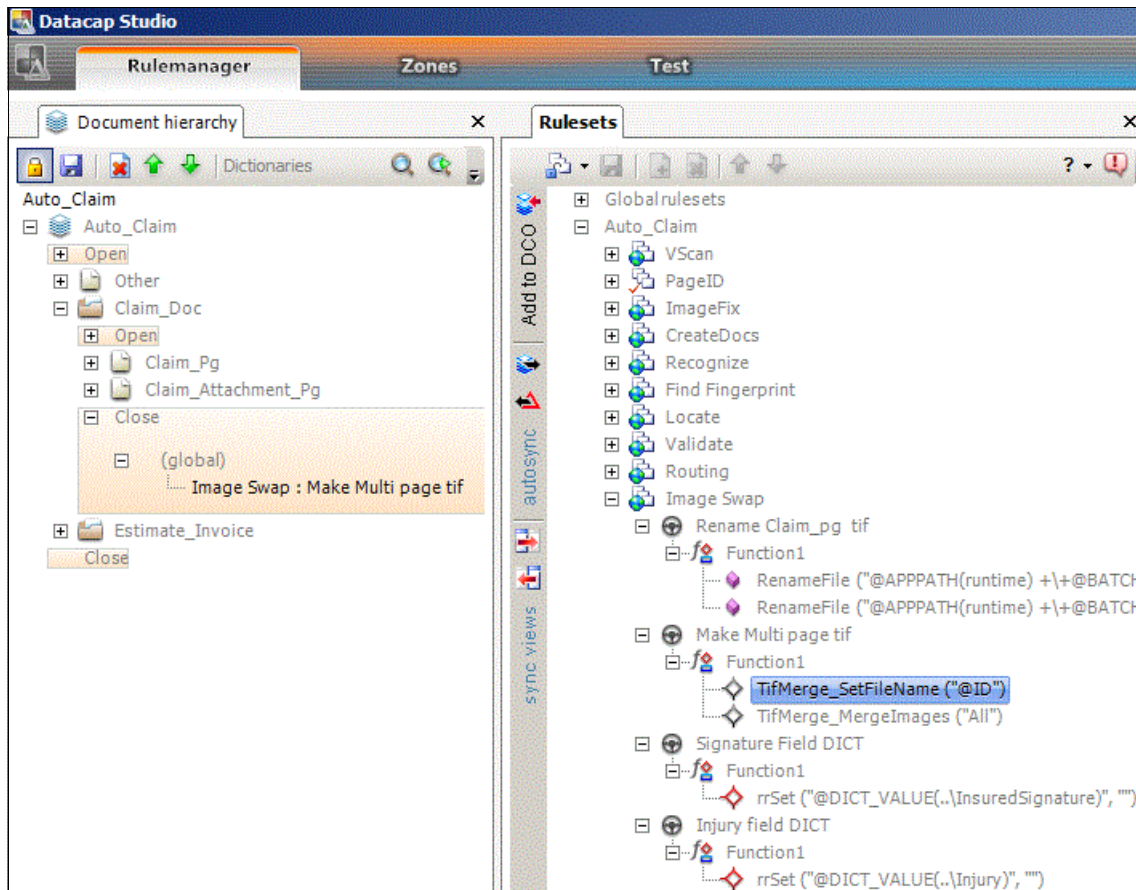 Datacap Studio
Rulemanager
Zones
Test
Document hierarchy
Dictionaries
Auto_Claim
Auto_Claim
Open
Other
Claim_Doc
Open
Claim_Pg
Claim_Attachment_Pg
Close
(global)
Image Swap : Make Multi page tif
Estimate_Invoice
Close
Rulesets
?
Add to DCO
autosync
sync views
Global rulesets
Auto_Claim
VScan
PageID
ImageFix
CreateDocs
Recognize
Find Fingerprint
Locate
Validate
Routing
Image Swap
Rename Claim_pg tif
Function1
RenameFile ("@APPPATH(runtime) +\+@BATCH
RenameFile ("@APPPATH(runtime) +\+@BATCH
Make Multi page tif
Function1
TifMerge_SetFileName ("@ID")
TifMerge_MergeImages ("All")
Signature Field DICT
Function1
rrSet ("@DICT_VALUE(..\InsuredSignature)", "")
Injury field DICT
Function1
rrSet ("@DICT_VALUE(..\Injury)", "")